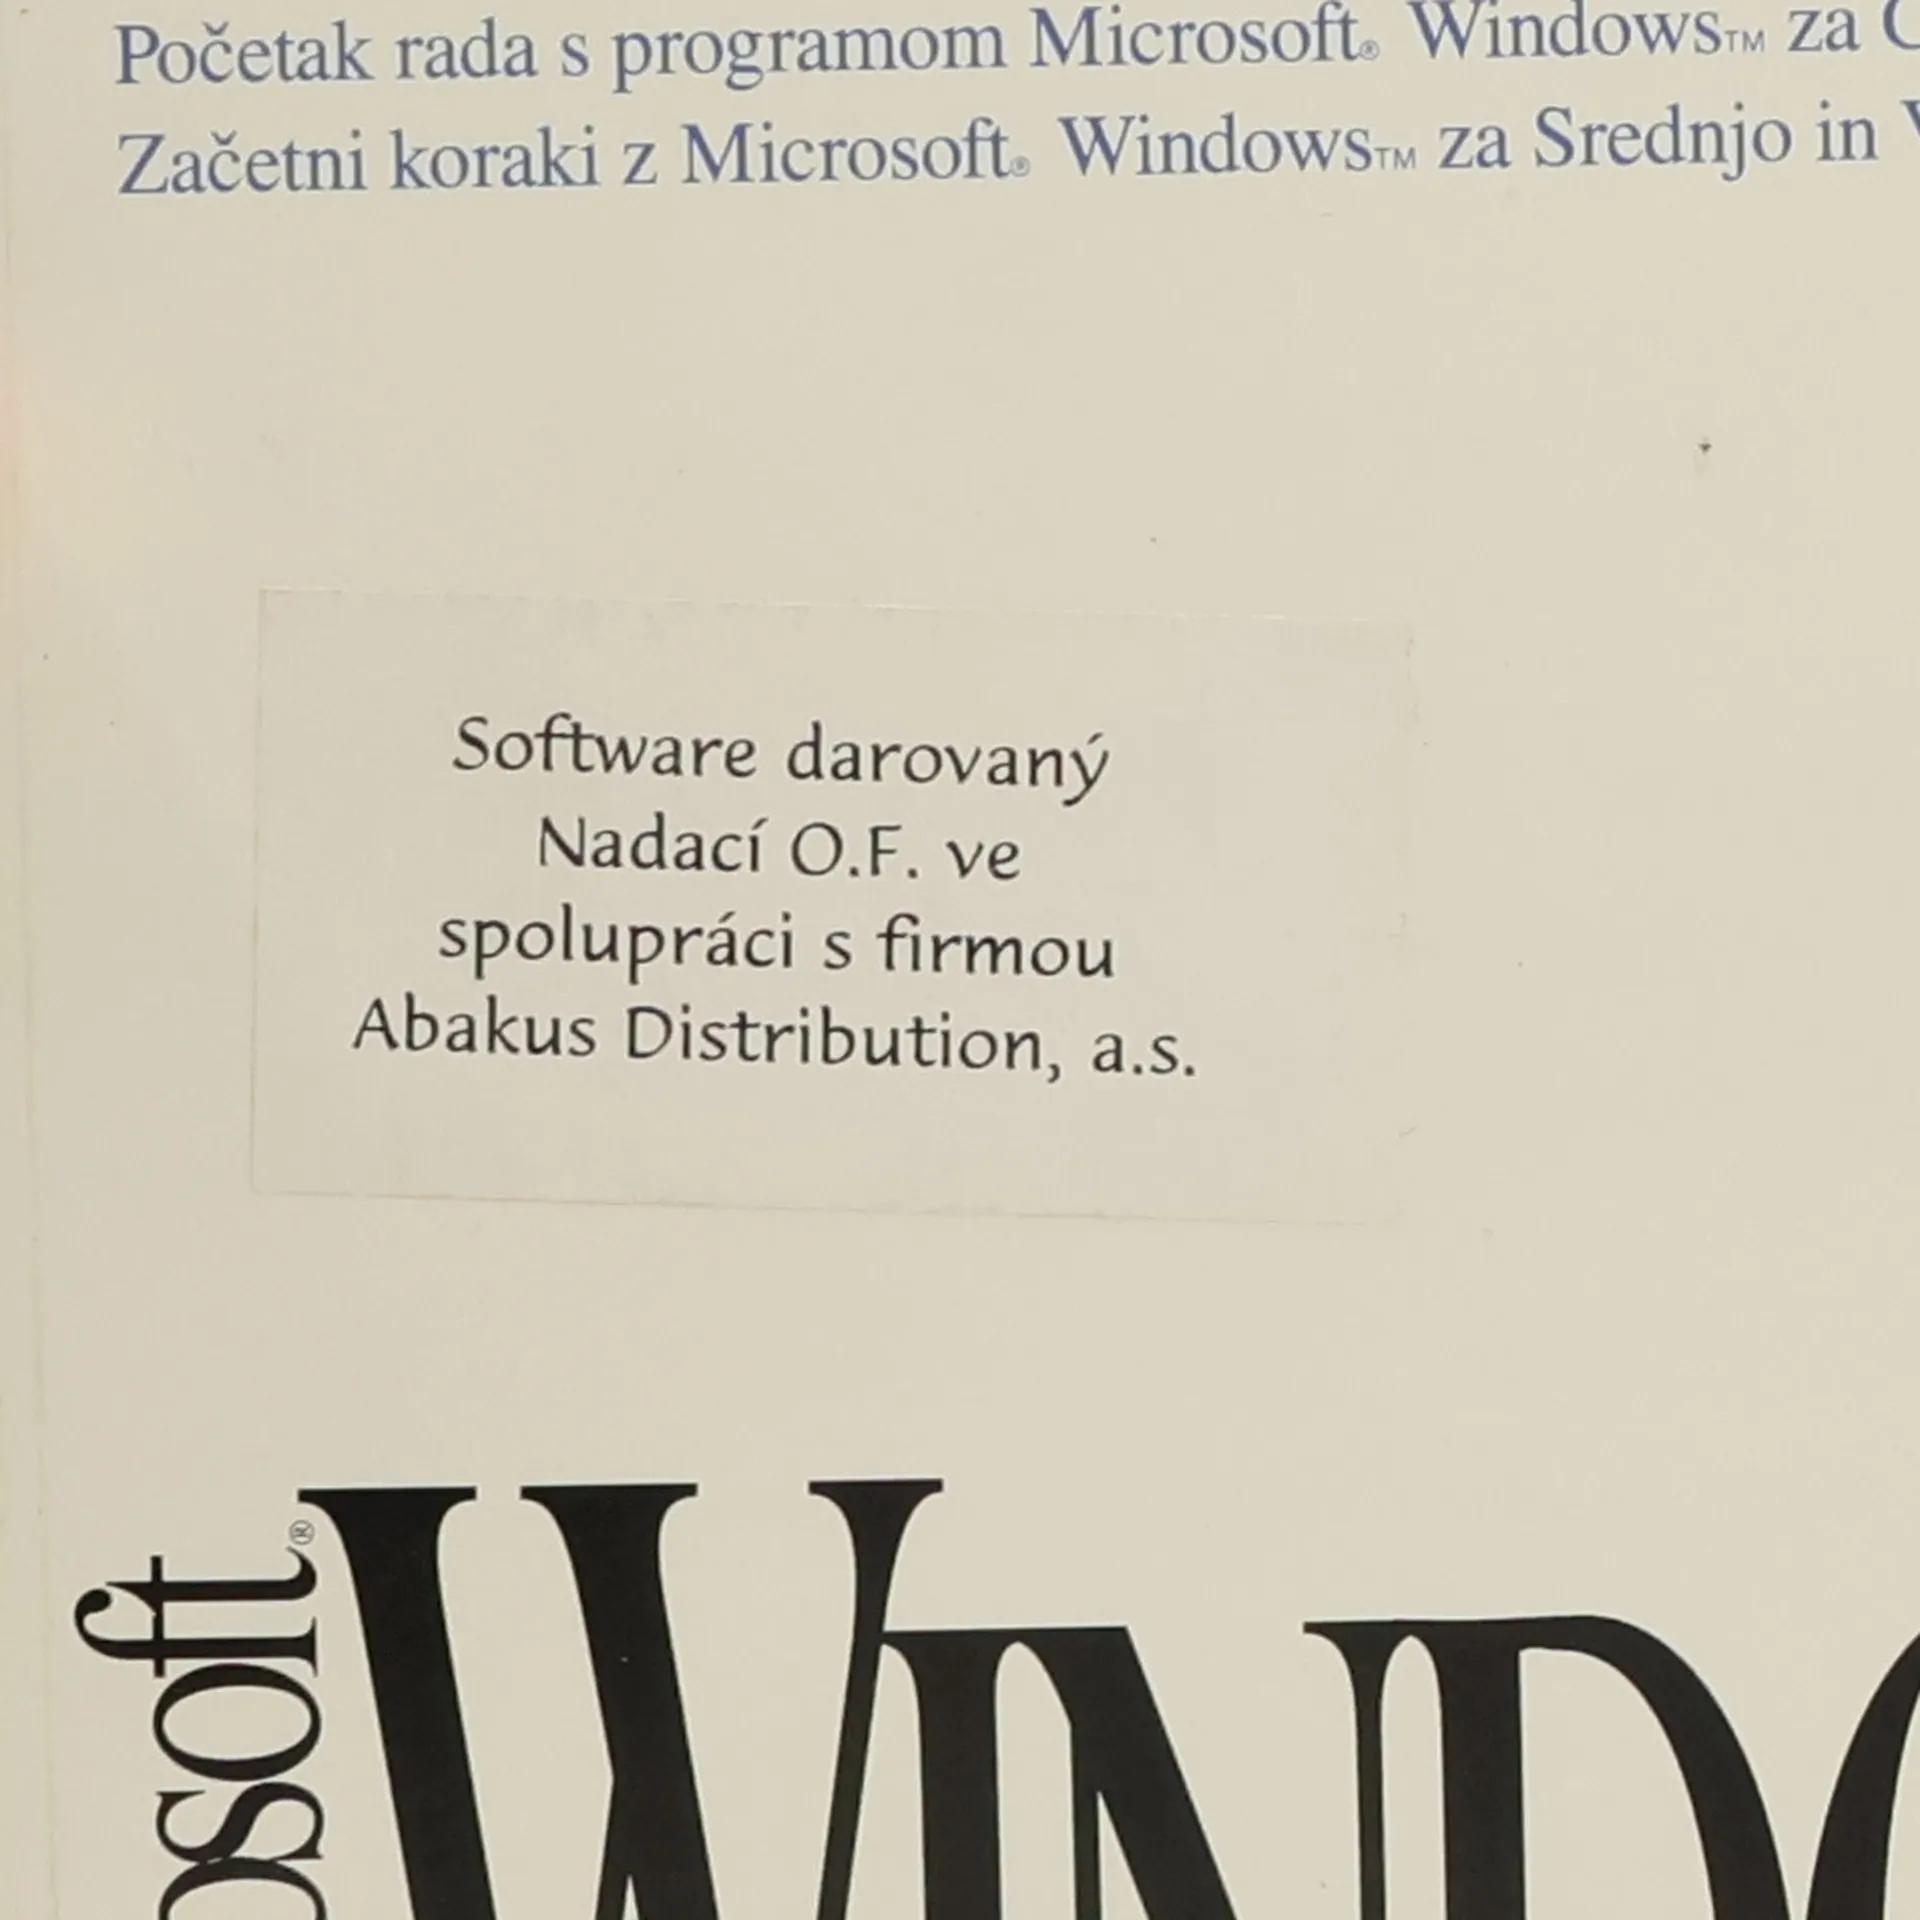 Početak rada s programom Microsoft® Windows™ za
Začetni koraki z Microsoft® Windows™ za Srednjo in
Software darovaný
Nadací O.F. ve
spolupráci s firmou
Abakus Distribution, a.s.